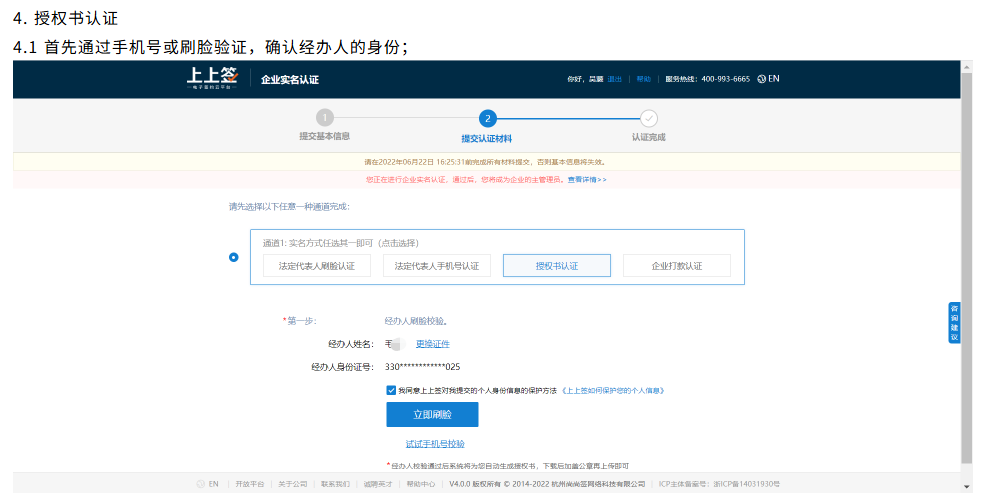 4. 授权书认证
4.1 首先通过手机号或刷脸验证，确认经办人的身份；
上上签 企业实名认证 你好，吴骊 退出 | 帮助 | 服务热线：400-993-6665 EN
电子签约云平台
1 2
提交基本信息 提交认证材料 认证完成
请在2022年06月22日 16:25:31前完成所有材料提交，否则基本信息将失效。
您正在进行企业实名认证，通过后，您将成为企业的主管理员。查看详情>>
请先选择以下任意一种通道完成：
通道1: 实名方式任选其一即可（点击选择）
法定代表人刷脸认证 法定代表人手机号认证 授权书认证 企业打款认证
咨询建议
*第一步： 经办人刷脸校验。
经办人姓名： 毛 更换证件
经办人身份证号： 330************025
我同意上上签对我提交的个人身份信息的保护方法 《上上签如何保护您的个人信息》
立即刷脸
试试手机号校验
*经办人校验通过后系统将为您自动生成授权书，下载后加盖公章再上传即可
EN | 开放平台 | 关于公司 | 联系我们 | 诚聘英才 | 帮助中心 | V4.0.0 版权所有 © 2014-2022 杭州尚尚签网络科技有限公司 | ICP主体备案号：浙ICP备14031930号